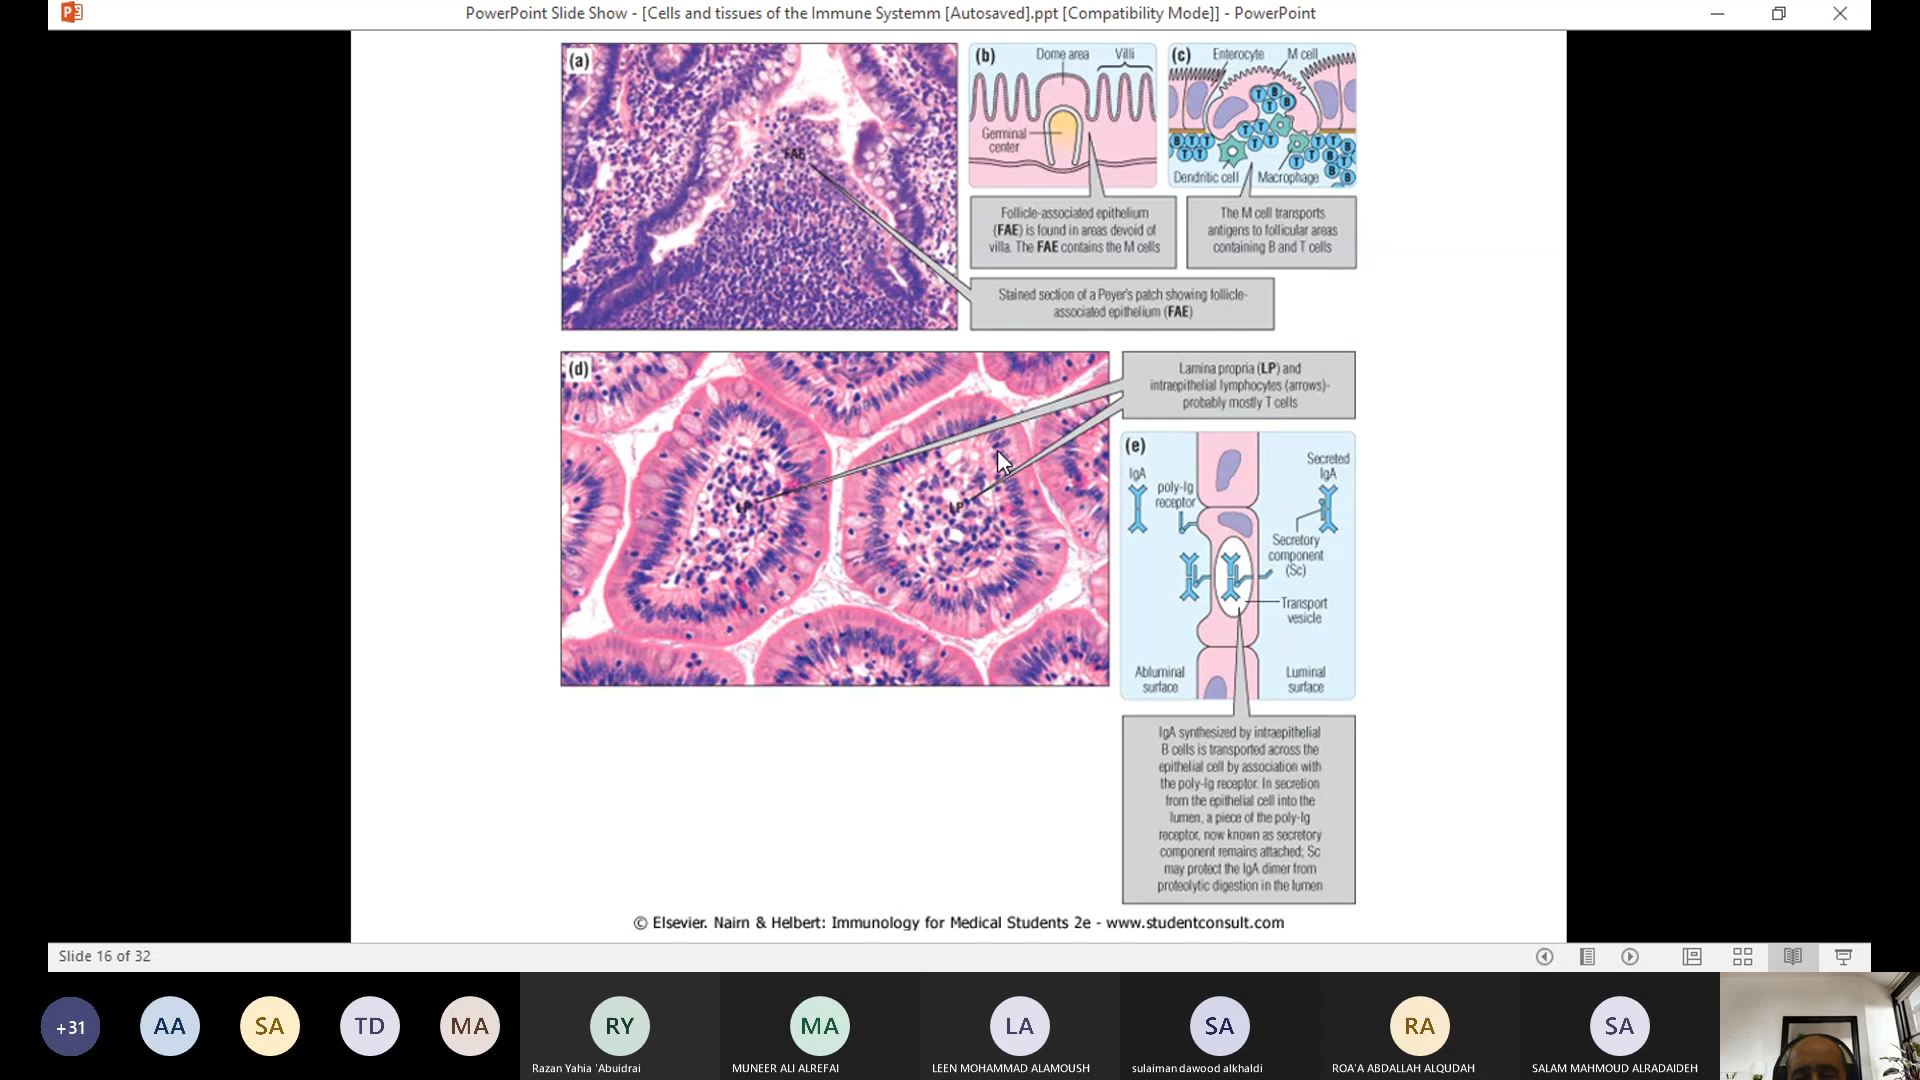 PowerPoint Slide Show - [Cells and tissues of the Immune Systemm [Autosaved].ppt [Compatibility Mode]] - PowerPoint
(a)
FAE
(b)
Dome area
Villi
Germinal
center
(c)
Enterocyte
M cell
T
B
B
T
T
T
T
B
T
T
Dendritic cell
Macrophage
Follicle-associated epithelium
(FAE) is found in areas devoid of
villa. The FAE contains the M cells
The M cell transports
antigens to follicular areas
containing B and T cells
Stained section of a Peyer's patch showing follicle-
associated epithelium (FAE)
(d)
LP
LP
Lamina propria (LP) and
intraepithelial lymphocytes (arrows)-
probably mostly T cells
(e)
IgA
poly-Ig
receptor
Secreted
IgA
Secretory
component
(Sc)
Transport
vesicle
Abluminal
surface
Luminal
surface
IgA synthesized by intraepithelial
B cells is transported across the
epithelial cell by association with
the poly-Ig receptor. In secretion
from the epithelial cell into the
lumen, a piece of the poly-Ig
receptor, now known as secretory
component remains attached; Sc
may protect the IgA dimer from
proteolytic digestion in the lumen
© Elsevier. Nairn & Helbert: Immunology for Medical Students 2e - www.studentconsult.com
Slide 16 of 32
+31
AA
SA
TD
MA
RY
Razan Yahia 'Abuidrai
MA
MUNEER ALI ALREFAI
LA
LEEN MOHAMMAD ALAMOUSH
SA
sulaiman dawood alkhaldi
RA
ROA'A ABDALLAH ALQUDAH
SA
SALAM MAHMOUD ALRADAIDEH